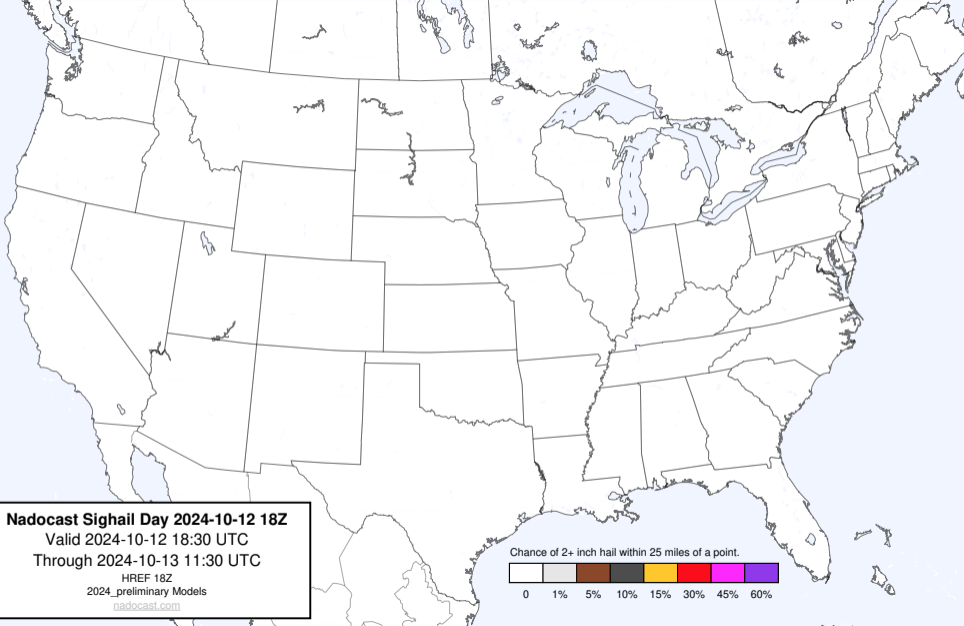 Nadocast Sighail Day 2024-10-12 18Z
Valid 2024-10-12 18:30 UTC
Through 2024-10-13 11:30 UTC
HREF 18Z
2024_preliminary Models
nadocast.com
Chance of 2+ inch hail within 25 miles of a point.
0 1% 5% 10% 15% 30% 45% 60%